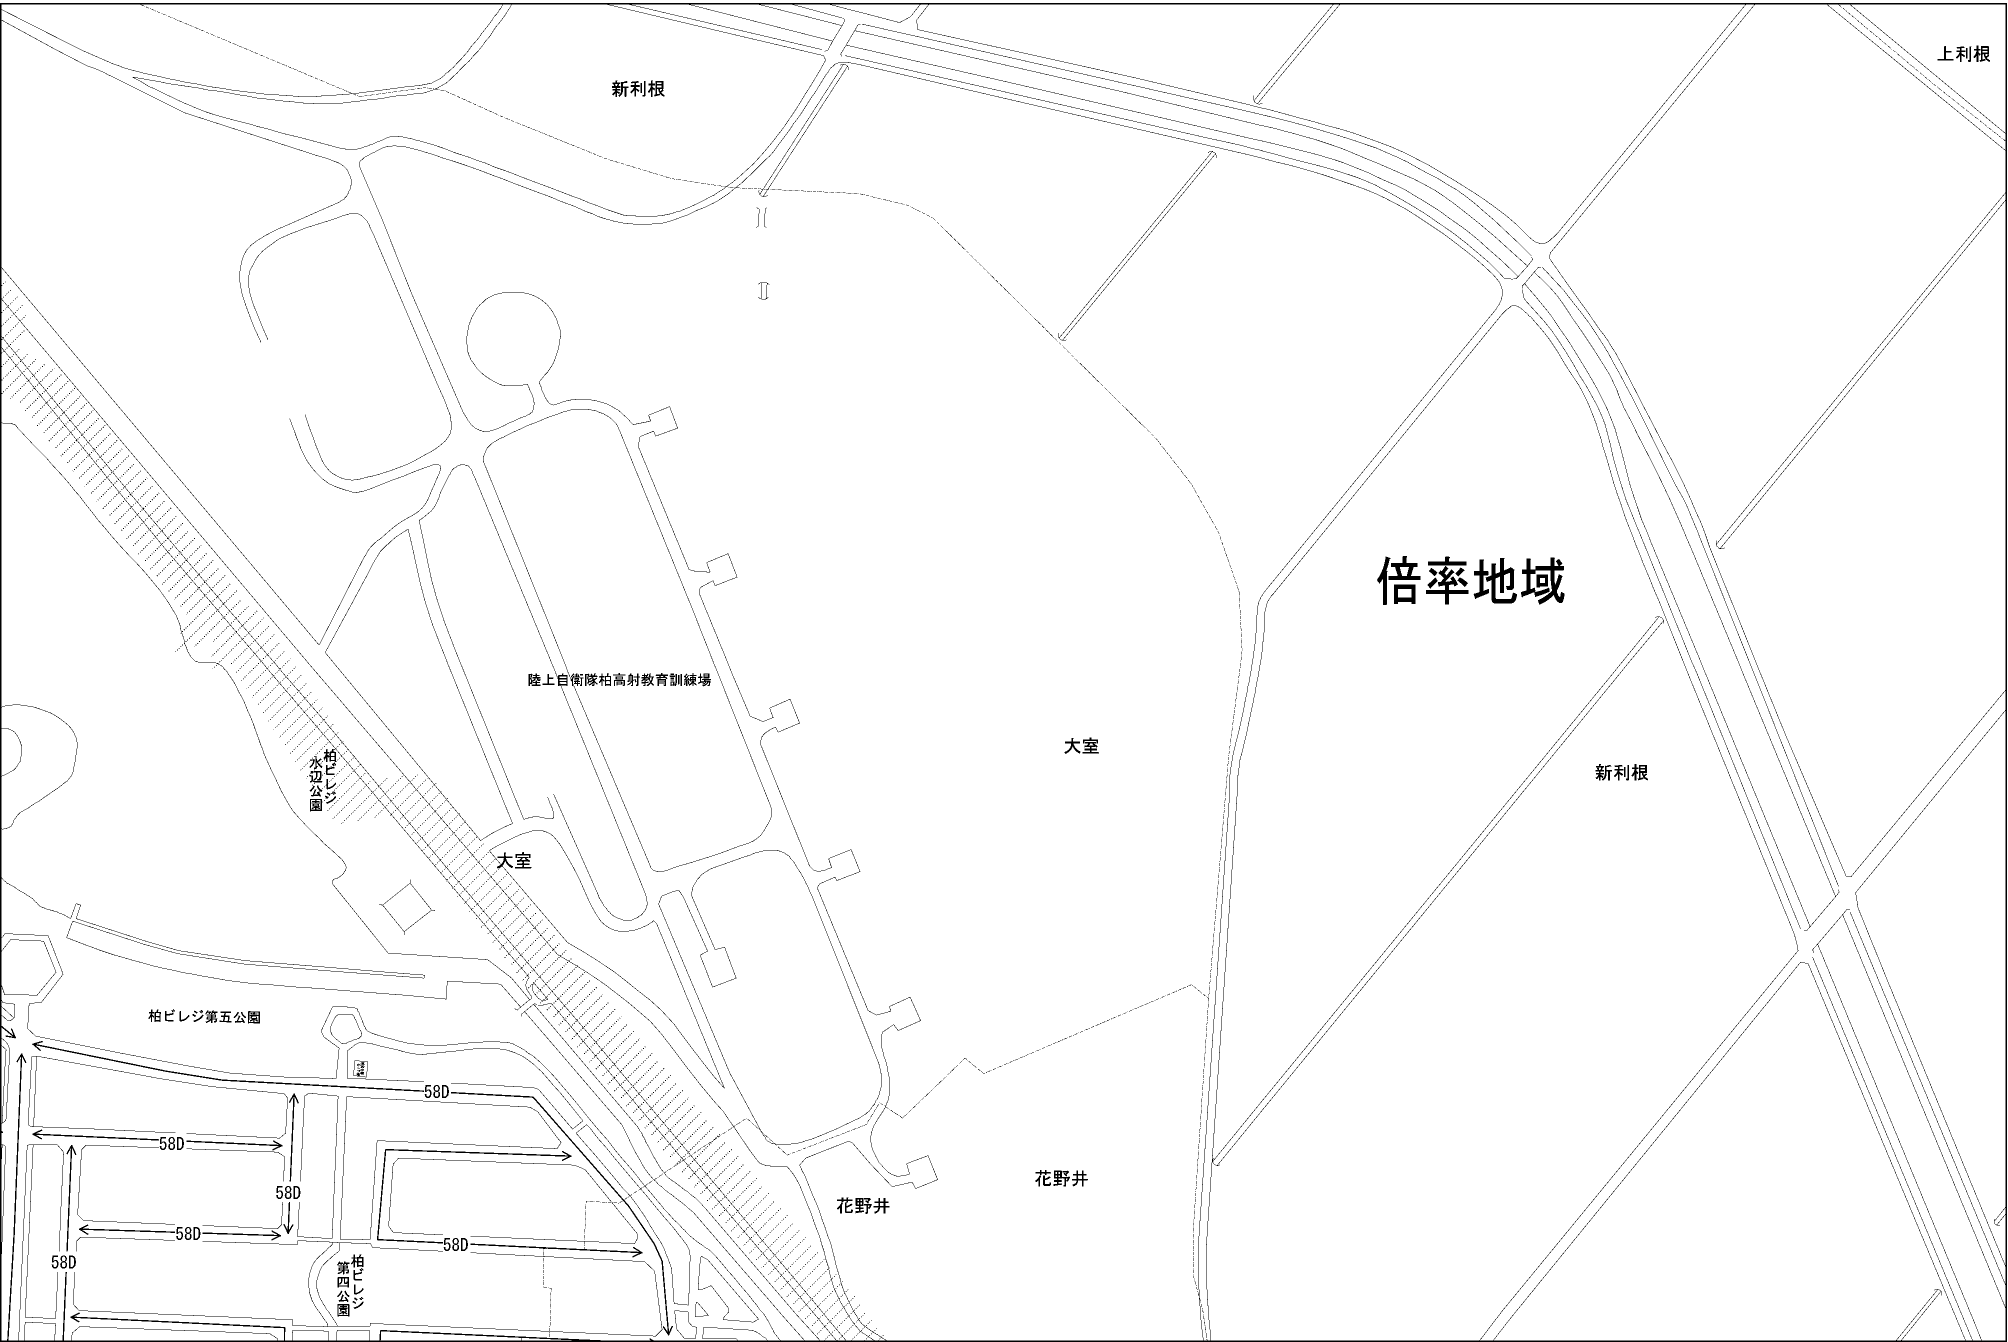 上利根
新利根
倍率地域
陸上自衛隊柏高射教育訓練場
大室
新利根
柏ビレジ
水辺公園
大室
柏ビレジ第五公園
58D
58D
58D
花野井
花野井
58D
58D
58D
柏ビレジ
第四公園